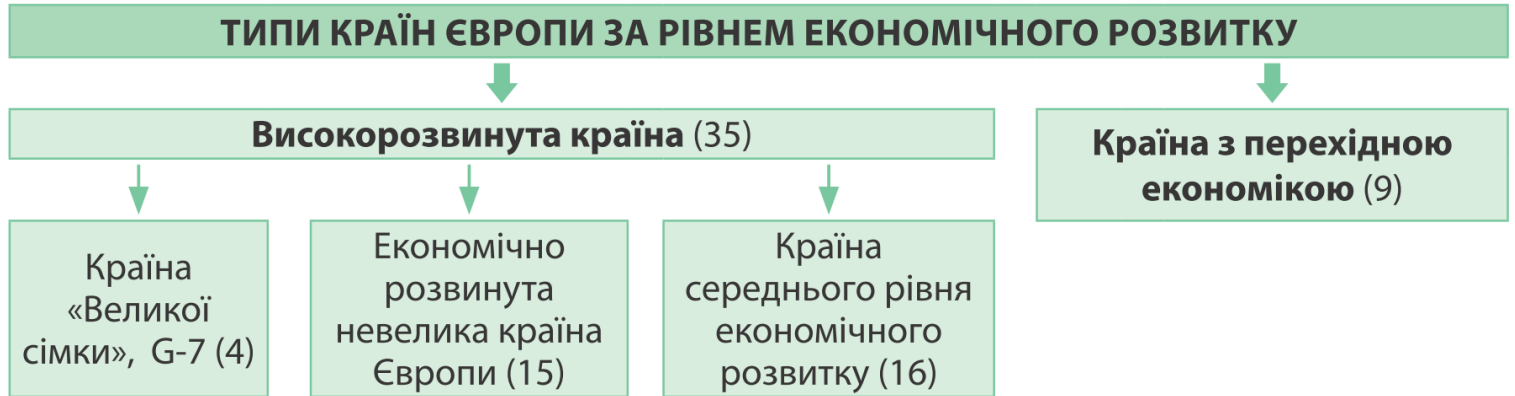 ТИПИ КРАЇН ЄВРОПИ ЗА РІВНЕМ ЕКОНОМІЧНОГО РОЗВИТКУ
Високорозвинута країна (35)
Країна з перехідною
економікою (9)
Країна
«Великої
сімки», G-7 (4)
Економічно
розвинута
невелика країна
Європи (15)
Країна
середнього рівня
економічного
розвитку (16)